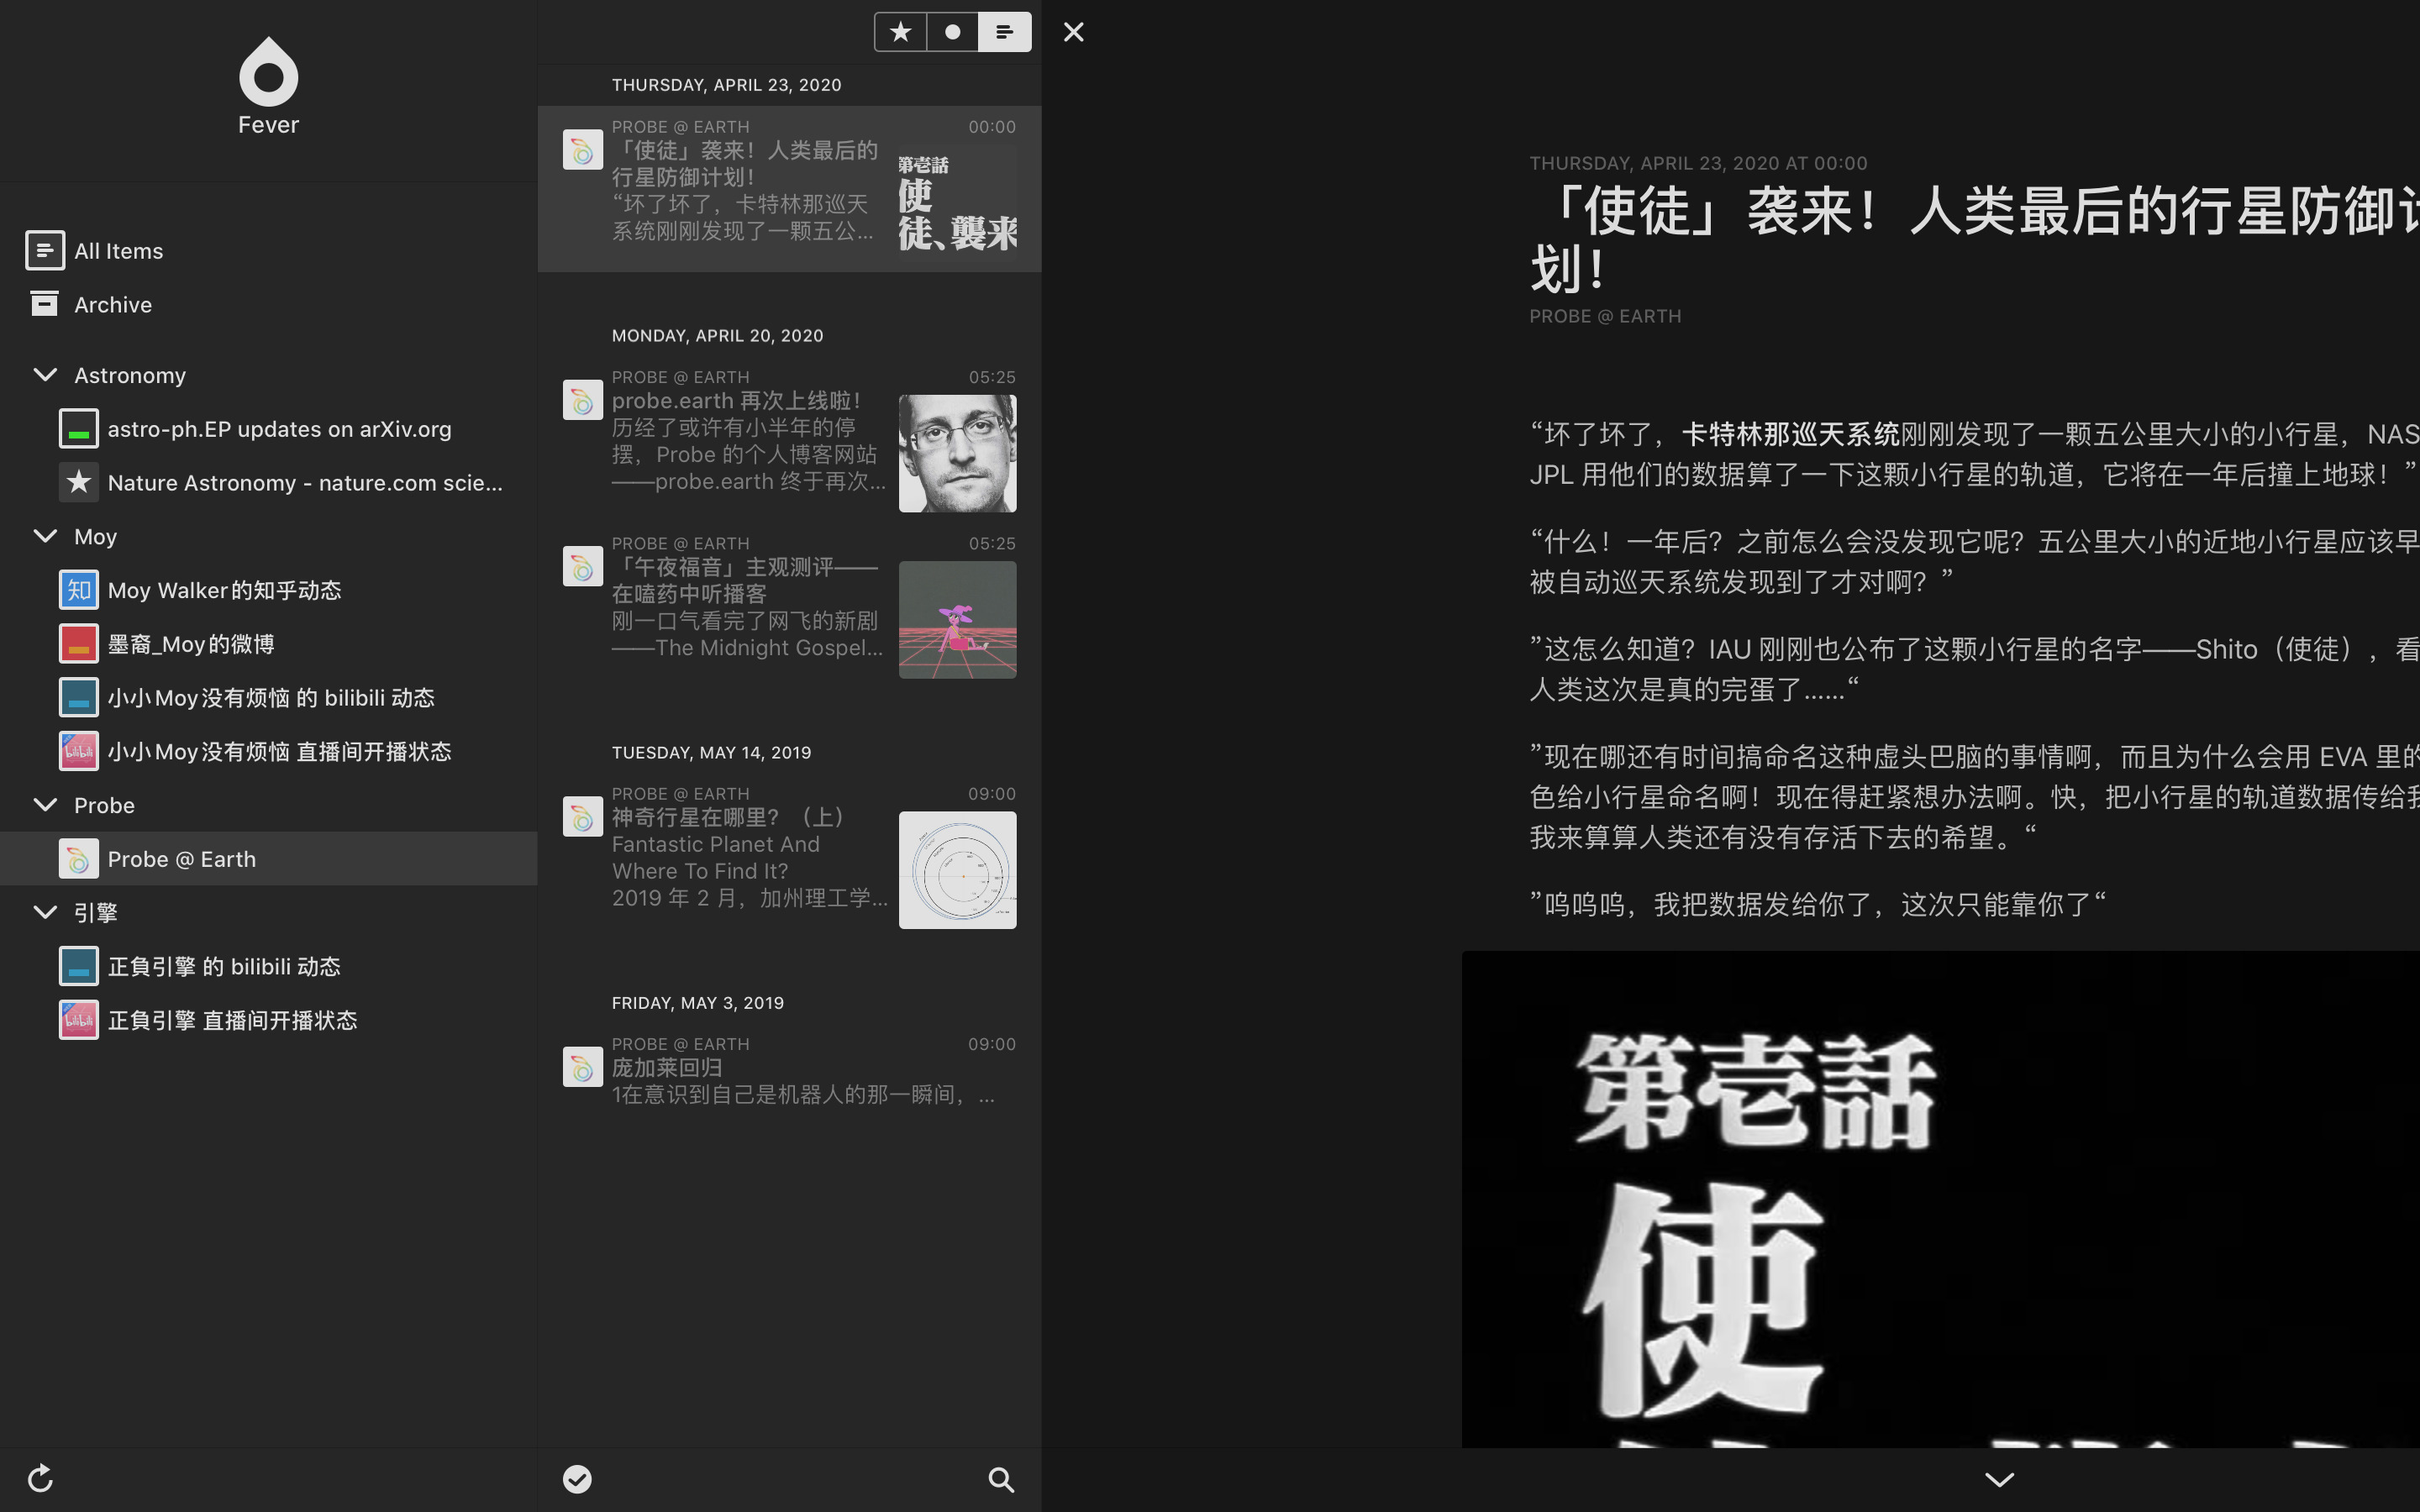 Fever
All Items
Archive
Astronomy
astro-ph.EP updates on arXiv.org
Nature Astronomy - nature.com scie...
Moy
知
Moy Walker的知乎动态
墨裔_Moy的微博
小小Moy没有烦恼 的 bilibili 动态
bilibili
小小Moy没有烦恼 直播间开播状态
Probe
Probe @ Earth
引擎
正負引擎 的 bilibili 动态
bilibili
正負引擎 直播间开播状态
THURSDAY, APRIL 23, 2020
PROBE @ EARTH 00:00
「使徒」袭来！人类最后的
行星防御计划！
“坏了坏了，卡特林那巡天
系统刚刚发现了一颗五公...
第壱話
使
徒、襲来
MONDAY, APRIL 20, 2020
PROBE @ EARTH 05:25
probe.earth 再次上线啦！
历经了或许有小半年的停
摆，Probe 的个人博客网站
——probe.earth 终于再次...
PROBE @ EARTH 05:25
「午夜福音」主观测评——
在嗑药中听播客
刚一口气看完了网飞的新剧
——The Midnight Gospel...
TUESDAY, MAY 14, 2019
PROBE @ EARTH 09:00
神奇行星在哪里？（上）
Fantastic Planet And
Where To Find It?
2019 年 2 月，加州理工学...
FRIDAY, MAY 3, 2019
PROBE @ EARTH 09:00
庞加莱回归
1在意识到自己是机器人的那一瞬间，...
THURSDAY, APRIL 23, 2020 AT 00:00
「使徒」袭来！人类最后的行星防御计
划！
PROBE @ EARTH
“坏了坏了，卡特林那巡天系统刚刚发现了一颗五公里大小的小行星，NAS
JPL 用他们的数据算了一下这颗小行星的轨道，它将在一年后撞上地球！”
“什么！一年后？之前怎么会没发现它呢？五公里大小的近地小行星应该早
被自动巡天系统发现到了才对啊？”
”这怎么知道？IAU 刚刚也公布了这颗小行星的名字——Shito（使徒），看
人类这次是真的完蛋了……“
”现在哪还有时间搞命名这种虚头巴脑的事情啊，而且为什么会用 EVA 里的
色给小行星命名啊！现在得赶紧想办法啊。快，把小行星的轨道数据传给我
我来算算人类还有没有存活下去的希望。“
”呜呜呜，我把数据发给你了，这次只能靠你了“
第壱話
使